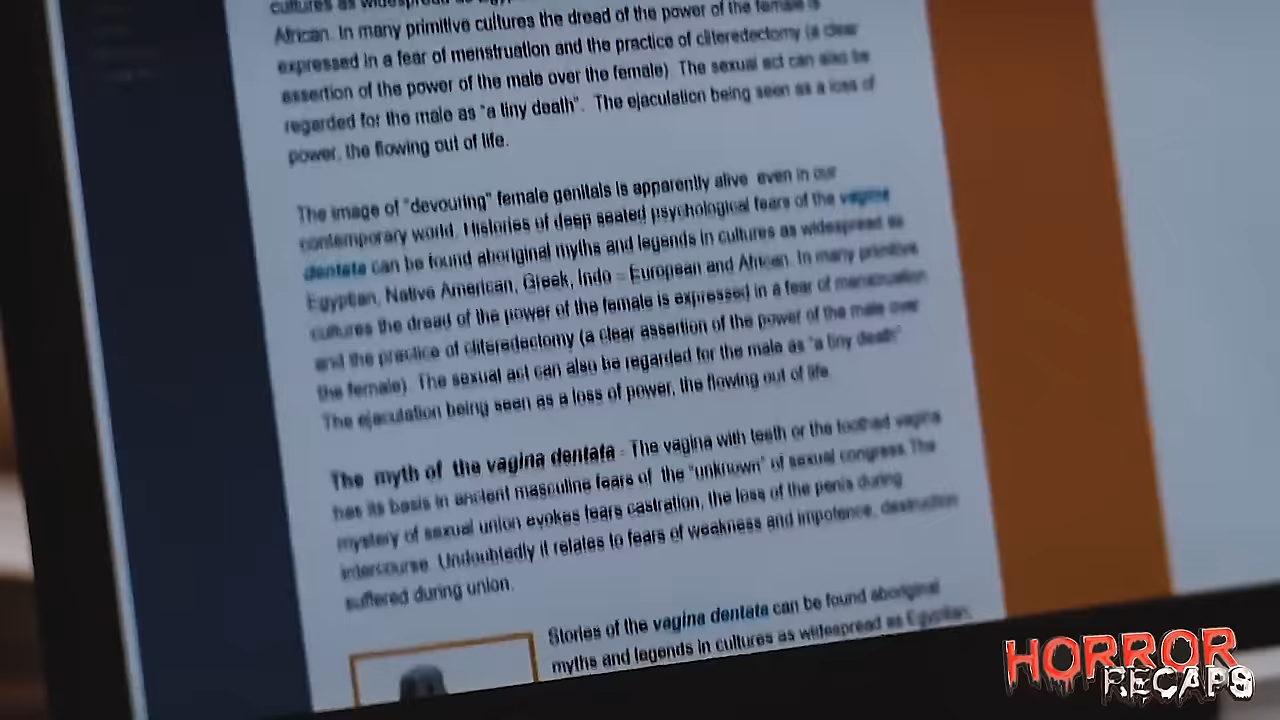 cultures as widespread as
African. In many primitive cultures the dread of the power of the female is
expressed in a fear of menstruation and the practice of cliteredectomy (a clear
assertion of the power of the male over the female). The sexual act can also be
regarded for the male as "a tiny death". The ejaculation being seen as a loss of
power, the flowing out of life.
The image of "devouring" female genitals is apparently alive even in our
contemporary world. Histories of deep seated psychological fears of the vagina
dentata can be found aboriginal myths and legends in cultures as widespread as
Egyptian, Native American, Greek, Indo - European and African. In many primitive
cultures the dread of the power of the female is expressed in a fear of menstruation
and the practice of cliteredectomy (a clear assertion of the power of the male over
the female). The sexual act can also be regarded for the male as "a tiny death"
The ejaculation being seen as a loss of power, the flowing out of life.
The myth of the vagina dentata - The vagina with teeth or the toothed vagina
has its basis in ancient masculine fears of the "unknown" of sexual congress. The
mystery of sexual union evokes fears castration, the loss of the penis during
intercourse. Undoubtedly it relates to fears of weakness and impotence, destruction
suffered during union.
Stories of the vagina dentata can be found aboriginal
myths and legends in cultures as widespread as Egyptian,
HORROR
RECAPS